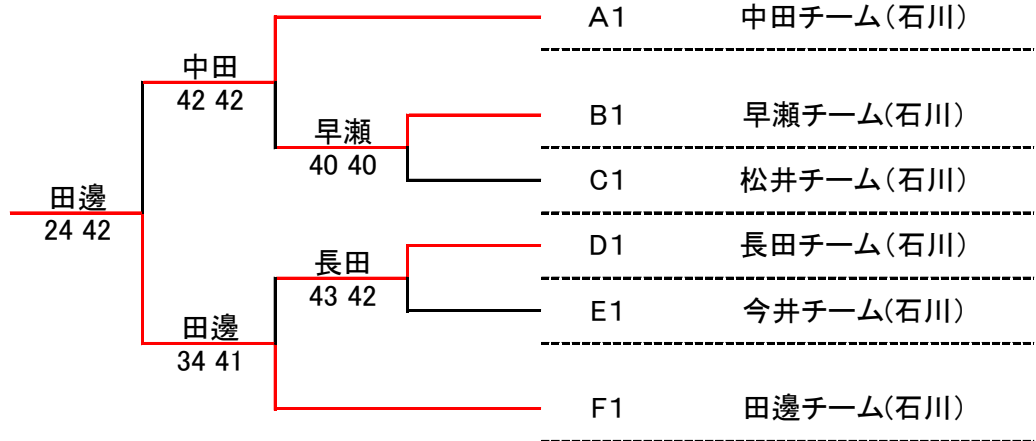 A1 中田チーム(石川)
中田
42 42
B1 早瀬チーム(石川)
早瀬
40 40
C1 松井チーム(石川)
田邊
24 42
D1 長田チーム(石川)
長田
43 42
E1 今井チーム(石川)
田邊
34 41
F1 田邊チーム(石川)